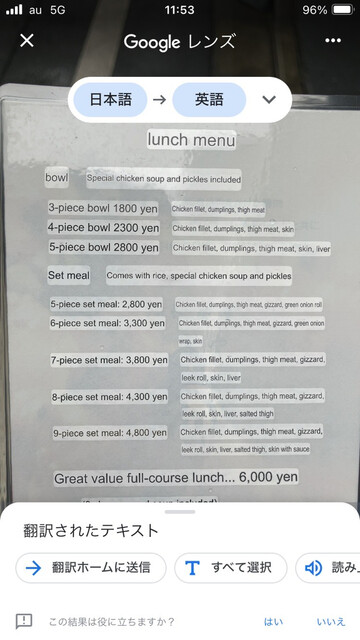 au 5G 11:53 96%
Google レンズ
日本語 → 英語
lunch menu
bowl Special chicken soup and pickles included
3-piece bowl 1800 yen Chicken fillet, dumplings, thigh meat
4-piece bowl 2300 yen Chicken fillet, dumplings, thigh meat, skin
5-piece bowl 2800 yen Chicken fillet, dumplings, thigh meat, skin, liver
Set meal Comes with rice, special chicken soup and pickles
5-piece set meal: 2,800 yen Chicken fillet, dumplings, thigh meat, gizzard, green onion roll
6-piece set meal: 3,300 yen Chicken fillet, dumplings, thigh meat, gizzard, green onion
wrap, skin
7-piece set meal: 3,800 yen Chicken fillet, dumplings, thigh meat, gizzard,
leek roll, skin, liver
8-piece set meal: 4,300 yen Chicken fillet, dumplings, thigh meat, gizzard,
leek roll, skin, liver, salted thigh
9-piece set meal: 4,800 yen Chicken fillet, dumplings, thigh meat, gizzard,
leek roll, skin, liver, salted thigh, skin with sauce
Great value full-course lunch... 6,000 yen
翻訳されたテキスト
翻訳ホームに送信 すべて選択 読み
この結果は役に立ちますか？ はい いいえ